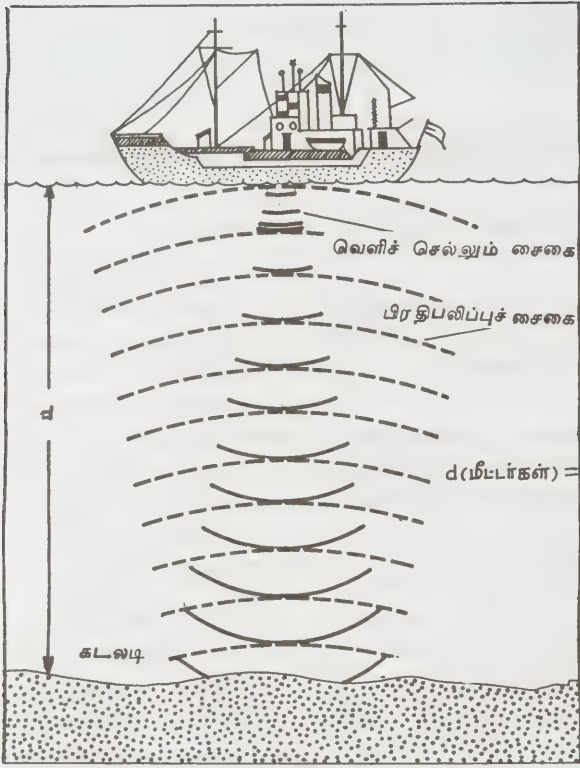 வெளிச் செல்லும் சைகை
பிரதிபலிப்புச் சைகை
d
d(மீட்டர்கள்) =
கடலடி